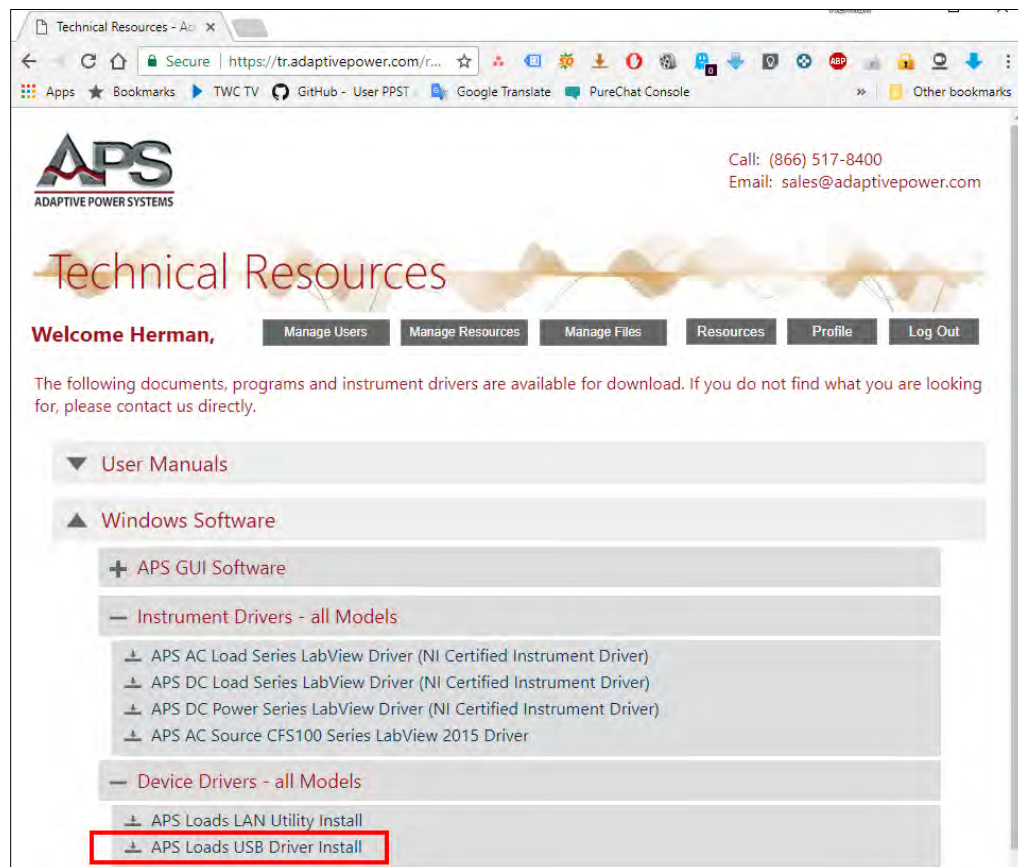 Technical Resources - Ad
Secure | https://tr.adaptivepower.com/r...
ABP
0
Apps Bookmarks TWC TV GitHub - User PPST Google Translate PureChat Console » Other bookmarks
APS
ADAPTIVE POWER SYSTEMS
Call: (866) 517-8400
Email: sales@adaptivepower.com
Technical Resources
Welcome Herman,
Manage Users Manage Resources Manage Files Resources Profile Log Out
The following documents, programs and instrument drivers are available for download. If you do not find what you are looking
for, please contact us directly.
User Manuals
Windows Software
APS GUI Software
Instrument Drivers - all Models
APS AC Load Series LabView Driver (NI Certified Instrument Driver)
APS DC Load Series LabView Driver (NI Certified Instrument Driver)
APS DC Power Series LabView Driver (NI Certified Instrument Driver)
APS AC Source CFS100 Series LabView 2015 Driver
Device Drivers - all Models
APS Loads LAN Utility Install
APS Loads USB Driver Install